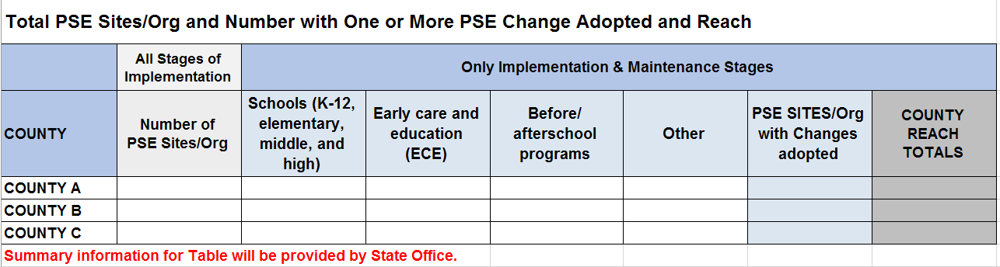 Total PSE Sites/Org and Number with One or More PSE Change Adopted and Reach
All Stages of
Implementation
Only Implementation & Maintenance Stages
COUNTY
Number of
PSE Sites/Org
Schools (K-12,
elementary,
middle, and
high)
Early care and
education
(ECE)
Before/
afterschool
programs
Other
PSE SITES/Org
with Changes
adopted
COUNTY
REACH
TOTALS
COUNTY A
COUNTY B
COUNTY C
Summary information for Table will be provided by State Office.